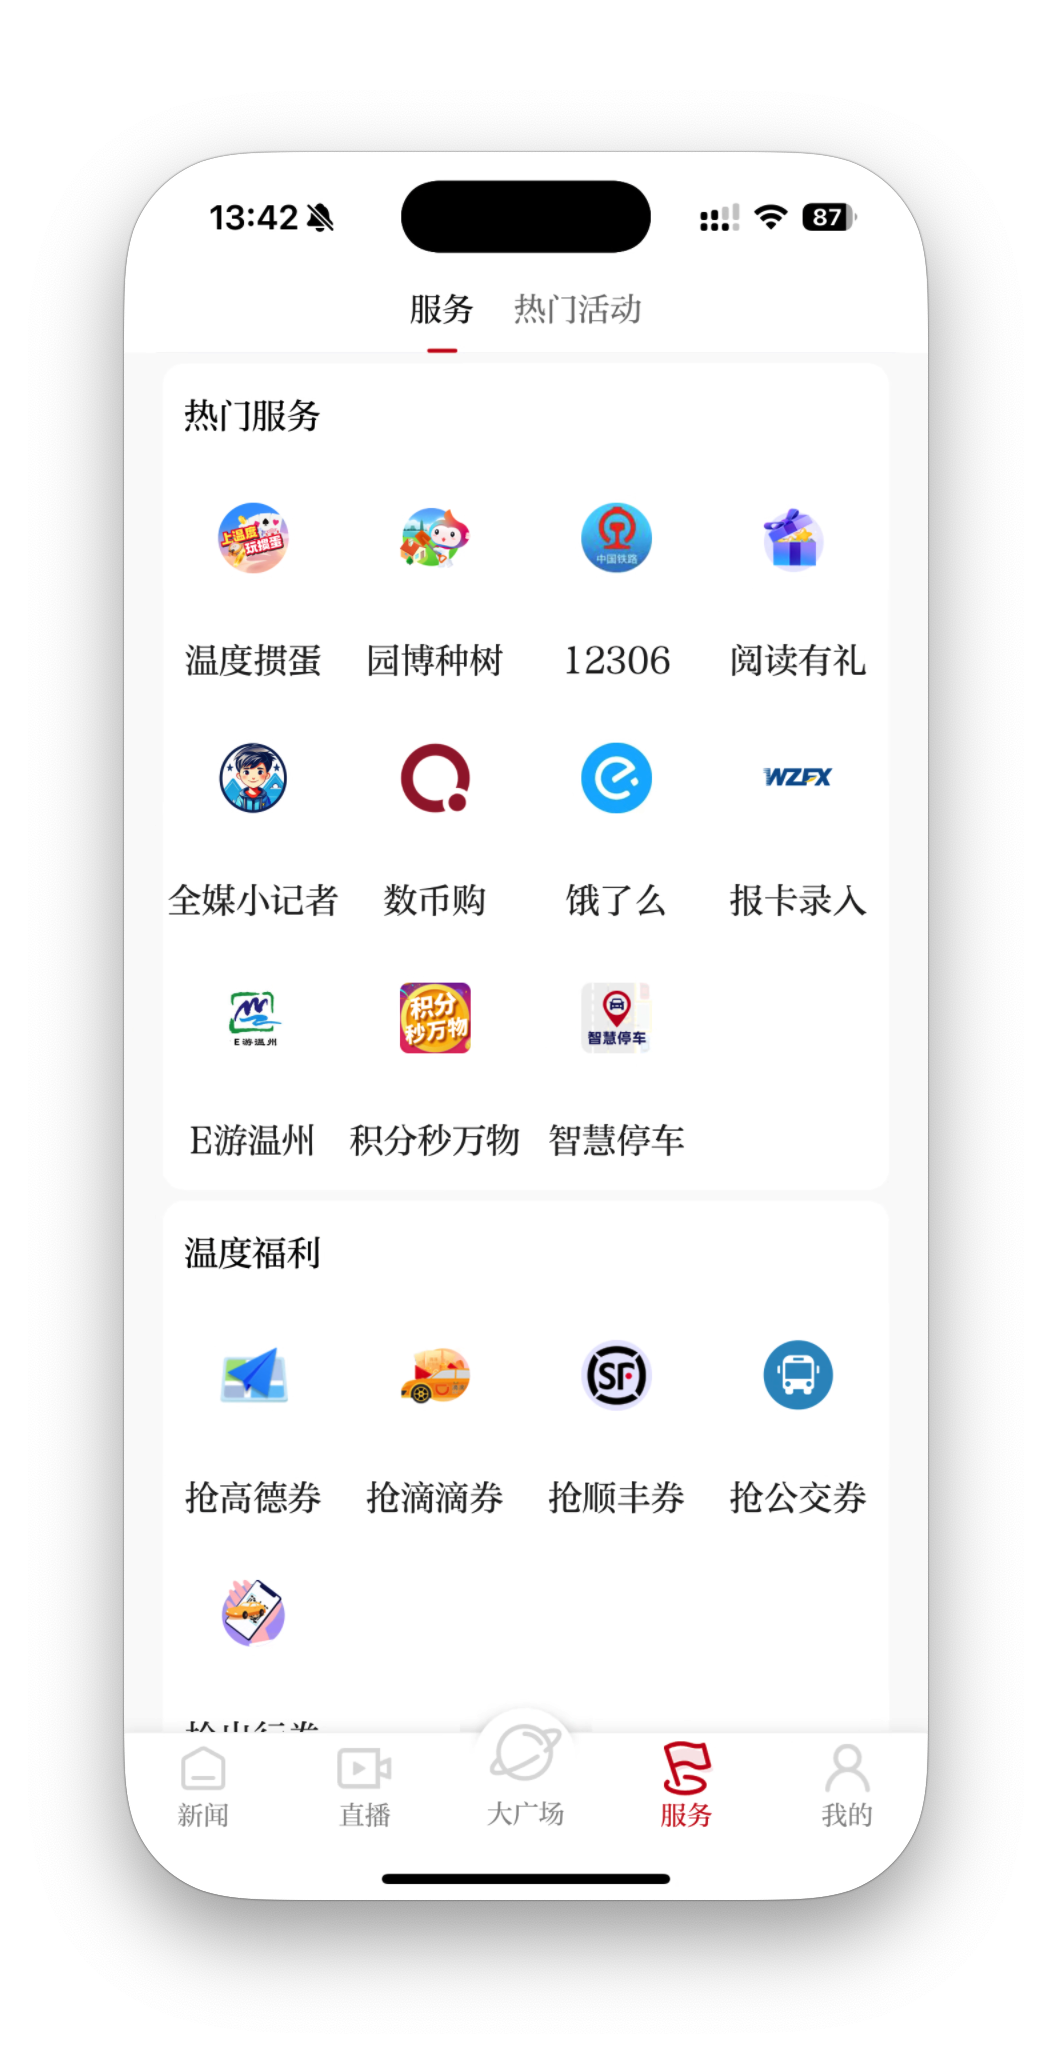 13:42
87
服务 热门活动
热门服务
上温度
玩掼蛋
中国铁路
温度掼蛋 园博种树 12306 阅读有礼
WZFX
全媒小记者 数币购 饿了么 报卡录入
E游温州
积分
秒万物
智慧停车
E游温州 积分秒万物 智慧停车
温度福利
SF
抢高德券 抢滴滴券 抢顺丰券 抢公交券
抢出行券
新闻 直播 大广场 服务 我的